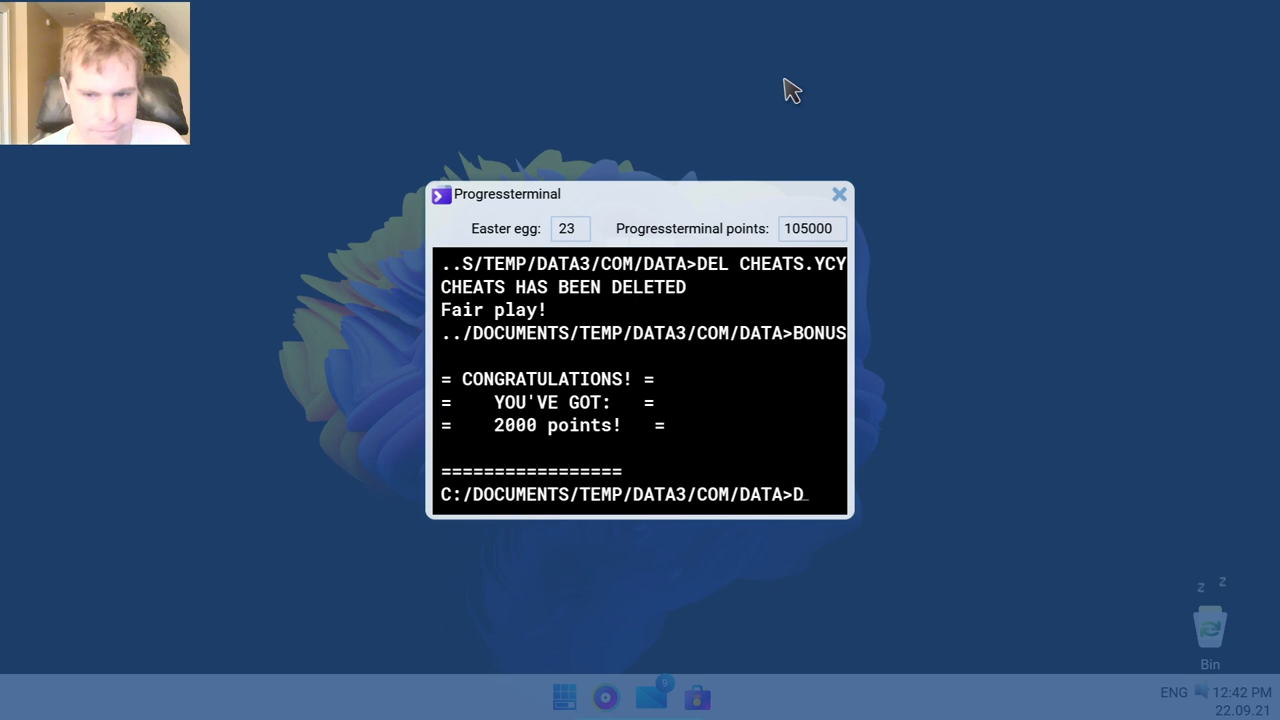 Progressterminal
Easter egg: 23 Progressterminal points: 105000
..S/TEMP/DATA3/COM/DATA>DEL CHEATS.YCY
CHEATS HAS BEEN DELETED
Fair play!
../DOCUMENTS/TEMP/DATA3/COM/DATA>BONUS
= CONGRATULATIONS! =
= YOU'VE GOT: =
= 2000 points! =
=================
C:/DOCUMENTS/TEMP/DATA3/COM/DATA>D_
z z
Bin
9
ENG 12:42 PM
22.09.21